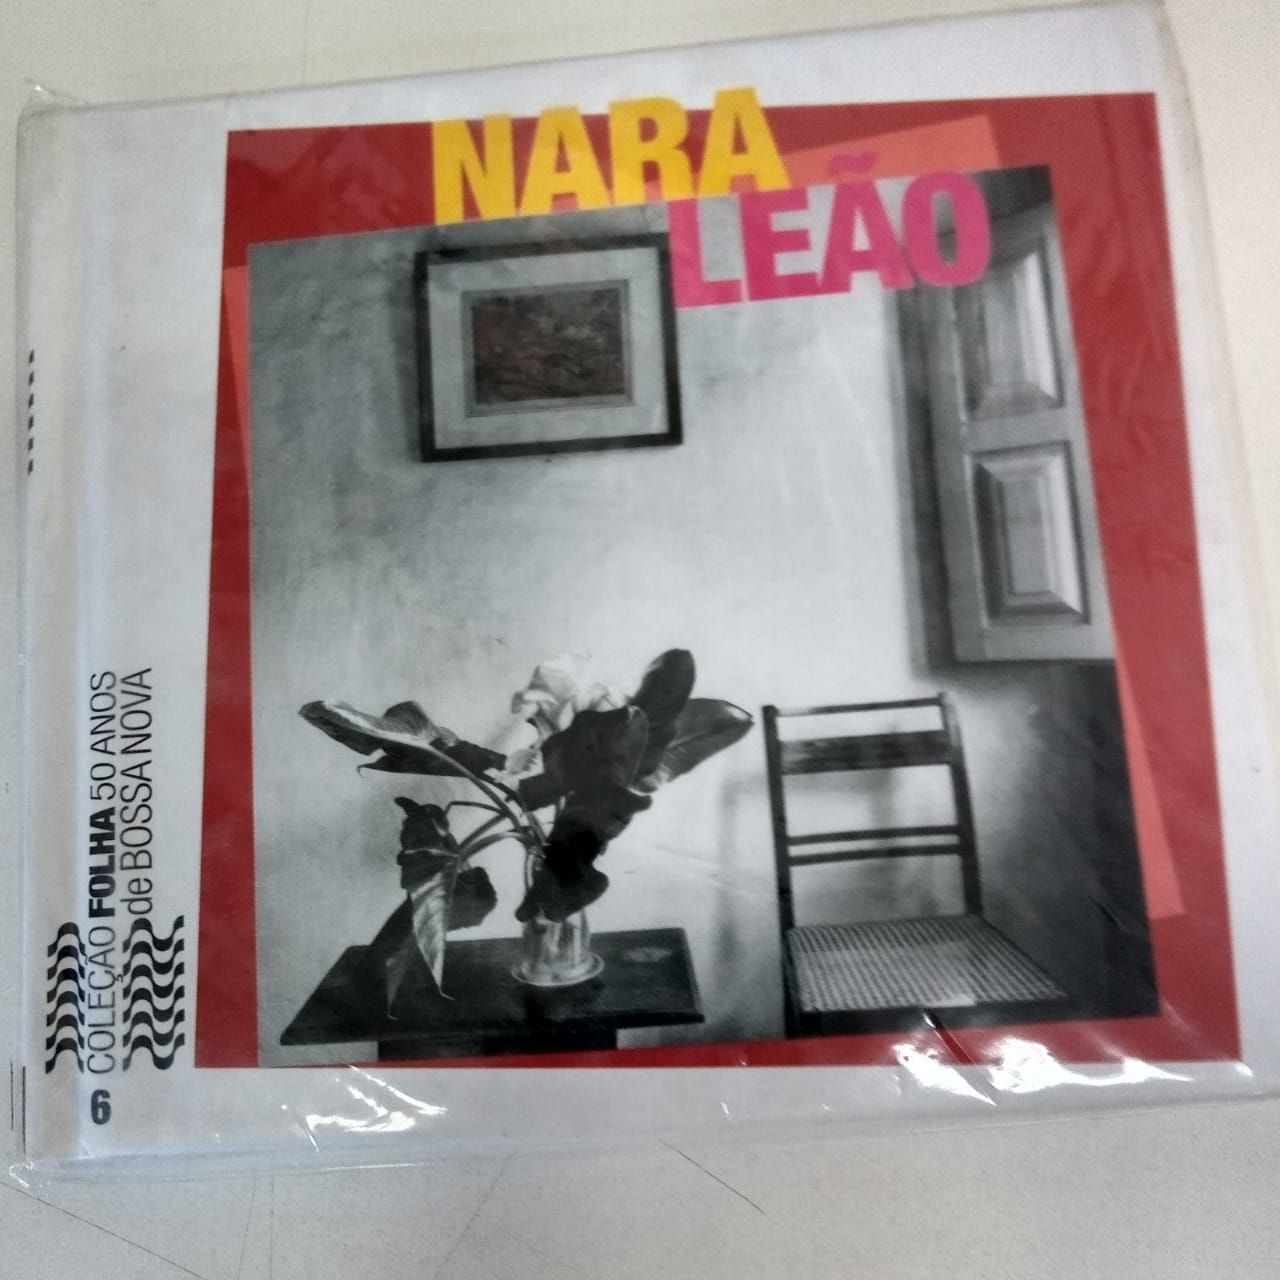 NARA
LEÃO
COLEÇÃO FOLHA 50 ANOS
de BOSSA NOVA
6